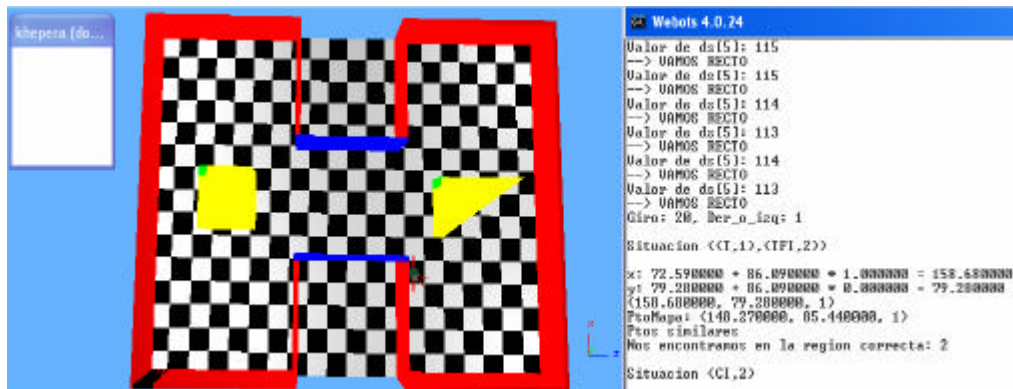 khepera (do...
Webots 4.0.24
Valor de ds[5]: 115
--> VAMOS RECTO
Valor de ds[5]: 115
--> VAMOS RECTO
Valor de ds[5]: 114
--> VAMOS RECTO
Valor de ds[5]: 113
--> VAMOS RECTO
Valor de ds[5]: 114
--> VAMOS RECTO
Valor de ds[5]: 113
--> VAMOS RECTO
Giro: 20, Der_o_izq: 1
Situacion ((T,1),(TFI,2))
x: 72.590000 + 86.090000 * 1.000000 = 158.680000
y: 79.280000 + 86.090000 * 0.000000 = 79.280000
(158.680000, 79.280000, 1)
PtoMapa: (148.270000, 85.440000, 1)
Ptos similares
Nos encontramos en la region correcta: 2
Situacion (CI,2)